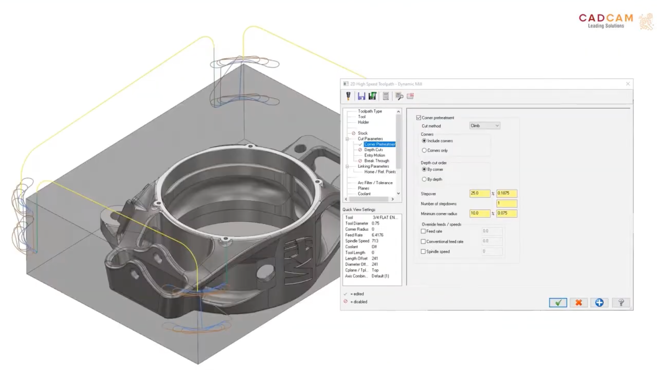 CADCAM
Leading Solutions
2D High Speed Toolpath - Dynamic Mill
Toolpath Type
Tool
Holder
Stock
Cut Parameters
Corner Pretreatment
Depth Cuts
Entry Motion
Break Through
Linking Parameters
Home / Ref. Points
Arc Filter / Tolerance
Planes
Coolant
Quick View Settings
Tool 3/4 FLAT EN...
Tool Diameter 0.75
Corner Radius 0
Feed Rate 6.4176
Spindle Speed 713
Coolant Off
Tool Length 0
Length Offset 241
Diameter Off... 241
Cplane / Tpl... Top
Axis Combin... Default (1)
= edited
= disabled
Corner pretreatment
Cut method Climb
Corners
Include corners
Corners only
Depth cut order
By corner
By depth
Stepover 25.0 % 0.1875
Number of stepdowns 1
Minimum corner radius 10.0 % 0.075
Override feeds / speeds
Feed rate 0.0
Conventional feed rate 0.0
Spindle speed 0